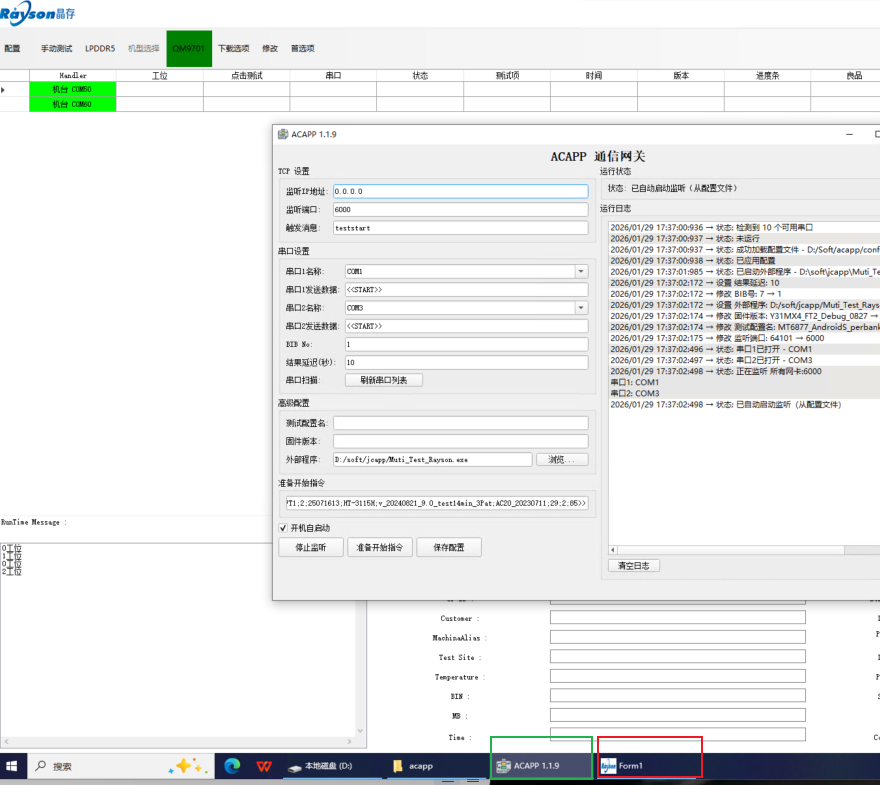 Rayson晶存
配置 手动测试 LPDDR5 机型选择 QM9701 下载选项 修改 首选项
Handler 工位 点击测试 串口 状态 测试项 时间 版本 进度条 良品
机台 COM50
机台 COM60
ACAPP 1.1.9
ACAPP 通信网关
TCP 设置
监听IP地址: 0.0.0.0
监听端口: 6000
触发消息: teststart
串口设置
串口1名称: COM1
串口1发送数据: <<START>>
串口2名称: COM3
串口2发送数据: <<START>>
BIB No: 1
结果延迟(秒): 10
串口扫描: 刷新串口列表
高级配置
测试配置名:
固件版本:
外部程序: D:/soft/jcapp/Muti_Test_Rayson.exe 浏览...
准备开始指令
T1;2;25071613;HT-3115M;v_20240821_9.0_test14min_3Pat;AC20_20230711;29;2;85>>
开机自启动
停止监听 准备开始指令 保存配置
运行状态
状态: 已自动启动监听 (从配置文件)
运行日志
2026/01/29 17:37:00:936 → 状态: 检测到 10 个可用串口
2026/01/29 17:37:00:937 → 状态: 未运行
2026/01/29 17:37:00:937 → 状态: 成功加载配置文件 - D:/Soft/acapp/conf
2026/01/29 17:37:00:938 → 状态: 已应用配置
2026/01/29 17:37:01:985 → 状态: 已启动外部程序 - D:\soft\jcapp\Muti_Te
2026/01/29 17:37:02:172 → 设置 结果延迟: 10
2026/01/29 17:37:02:172 → 修改 BIB号: 7 → 1
2026/01/29 17:37:02:172 → 设置 外部程序: D:/soft/jcapp/Muti_Test_Rayso
2026/01/29 17:37:02:174 → 修改 固件版本: Y31MX4_FT2_Debug_0827 →
2026/01/29 17:37:02:174 → 修改 测试配置名: MT6877_AndroidS_perbank
2026/01/29 17:37:02:175 → 修改 监听端口: 64101 → 6000
2026/01/29 17:37:02:496 → 状态: 串口1已打开 - COM1
2026/01/29 17:37:02:497 → 状态: 串口2已打开 - COM3
2026/01/29 17:37:02:498 → 状态: 正在监听 所有网卡:6000
串口1: COM1
串口2: COM3
2026/01/29 17:37:02:498 → 状态: 已自动启动监听 (从配置文件)
清空日志
RunTime Message :
0工位
1工位
0工位
2工位
Customer :
MachinaAlias :
Test Site :
Temperature :
BIN :
MB :
Time :
搜索 本地磁盘 (D:) acapp ACAPP 1.1.9 Rayson Form1